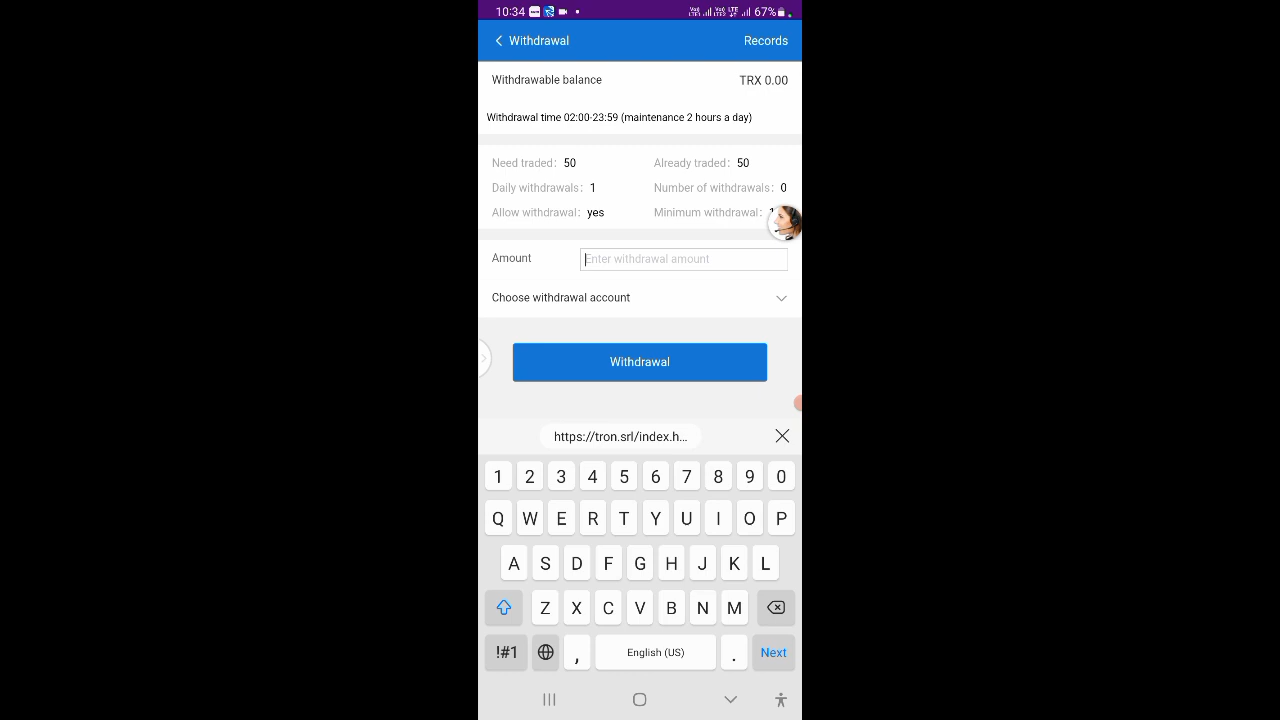 10:34 67%
Withdrawal Records
Withdrawable balance TRX 0.00
Withdrawal time 02:00-23:59 (maintenance 2 hours a day)
Need traded: 50 Already traded: 50
Daily withdrawals: 1 Number of withdrawals: 0
Allow withdrawal: yes Minimum withdrawal:
Amount Enter withdrawal amount
Choose withdrawal account
Withdrawal
https://tron.srl/index.h...
1 2 3 4 5 6 7 8 9 0
Q W E R T Y U I O P
A S D F G H J K L
Z X C V B N M
!#1 , English (US) . Next